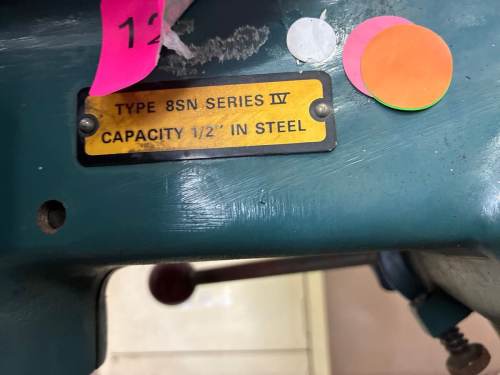 12
TYPE 8SN SERIES IV
CAPACITY 1/2" IN STEEL